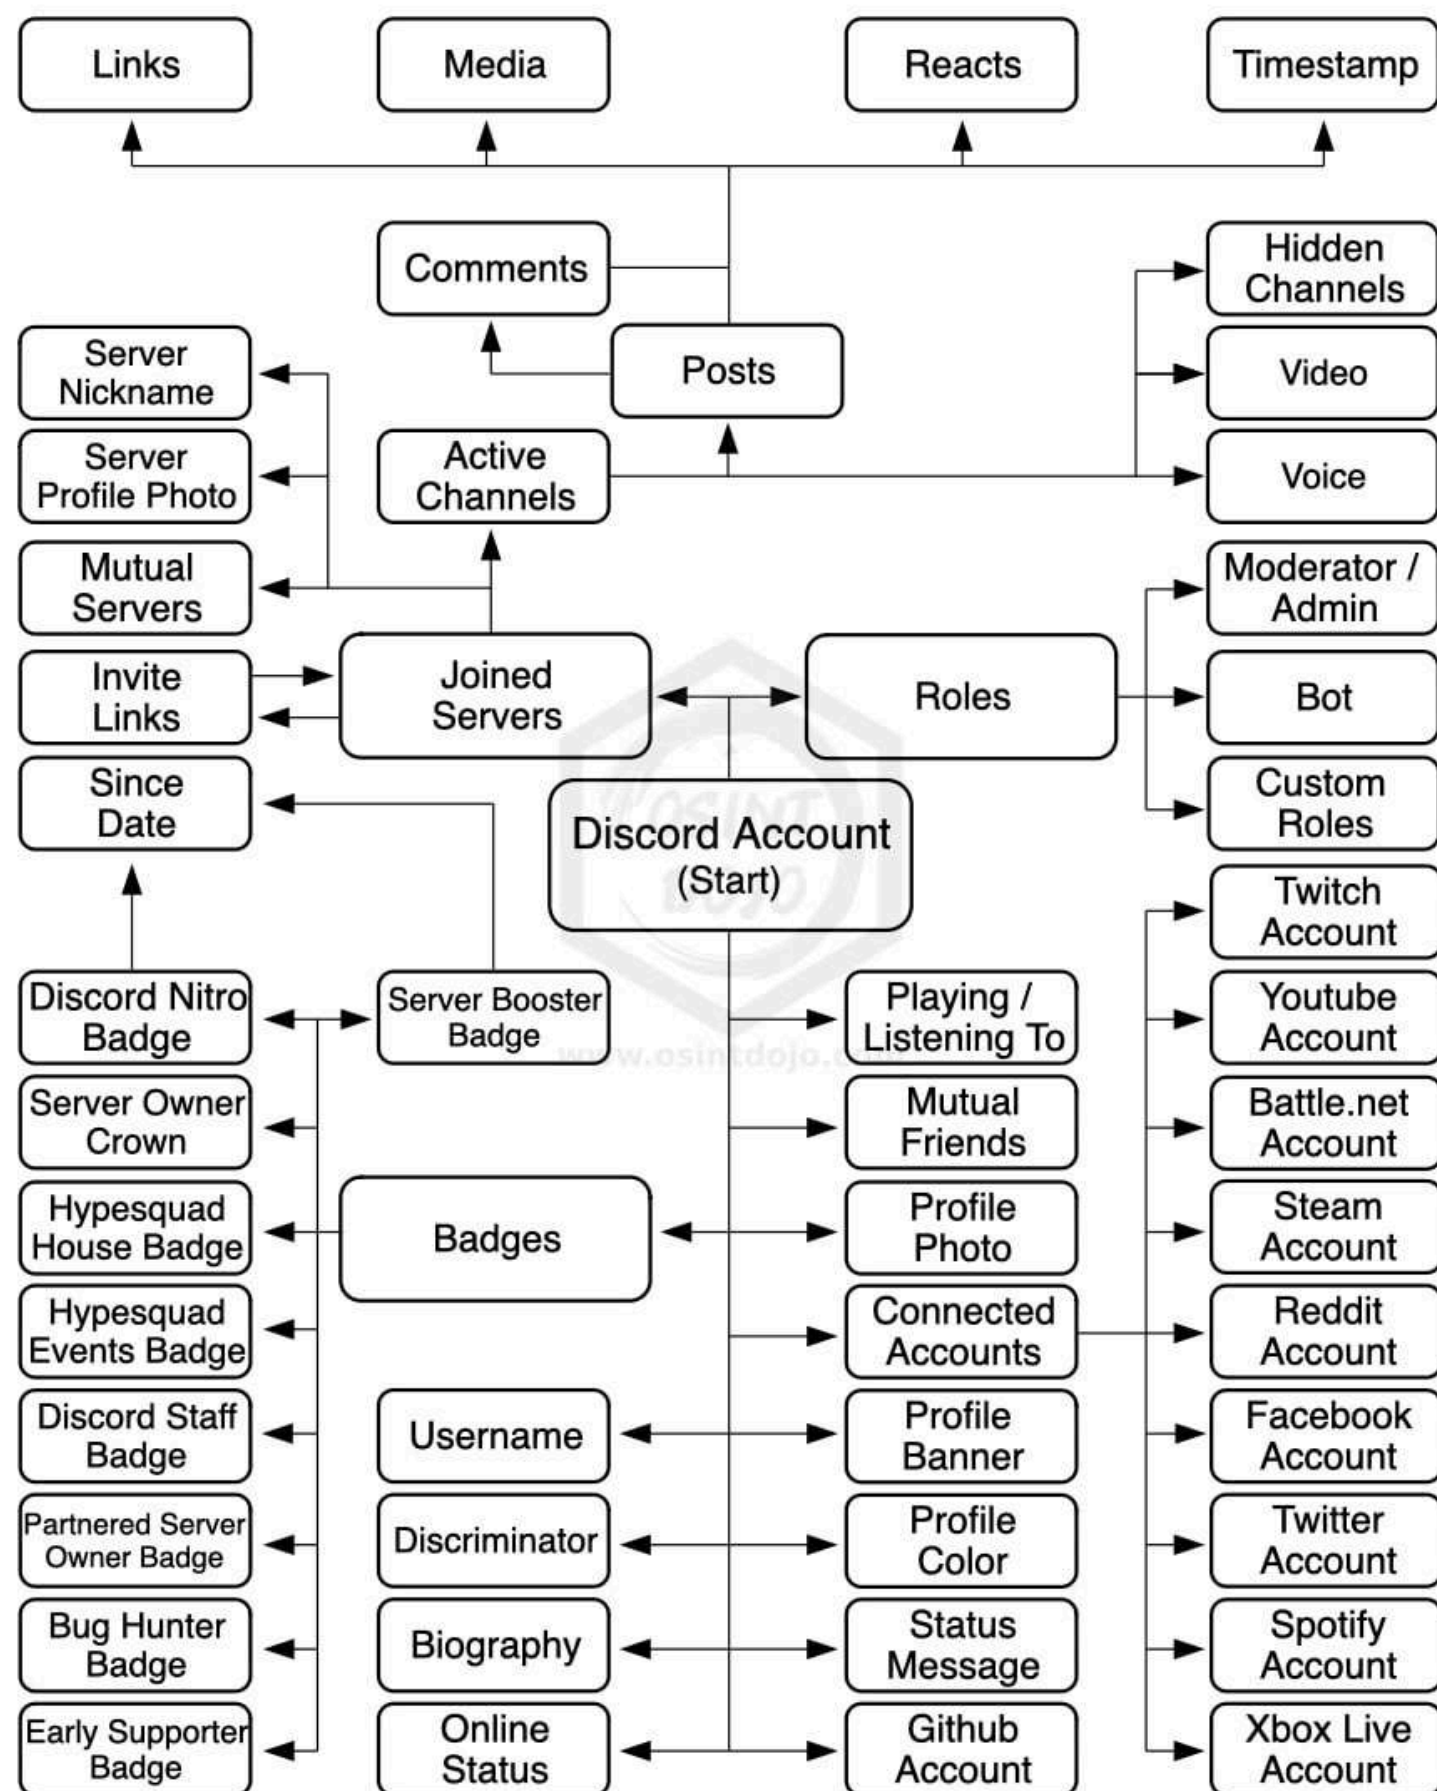 Links
Media
Reacts
Timestamp
Comments
Hidden
Channels
Server
Nickname
Posts
Video
Server
Profile Photo
Active
Channels
Voice
Mutual
Servers
Moderator /
Admin
Invite
Links
Joined
Servers
Roles
Bot
Since
Date
Custom
Roles
Discord Account
(Start)
OSINT
DOJO
Twitch
Account
Discord Nitro
Badge
Server Booster
Badge
Playing /
Listening To
Youtube
Account
www.osintdojo.com
Server Owner
Crown
Mutual
Friends
Battle.net
Account
Hypesquad
House Badge
Badges
Profile
Photo
Steam
Account
Hypesquad
Events Badge
Connected
Accounts
Reddit
Account
Discord Staff
Badge
Username
Profile
Banner
Facebook
Account
Partnered Server
Owner Badge
Discriminator
Profile
Color
Twitter
Account
Bug Hunter
Badge
Biography
Status
Message
Spotify
Account
Early Supporter
Badge
Online
Status
Github
Account
Xbox Live
Account